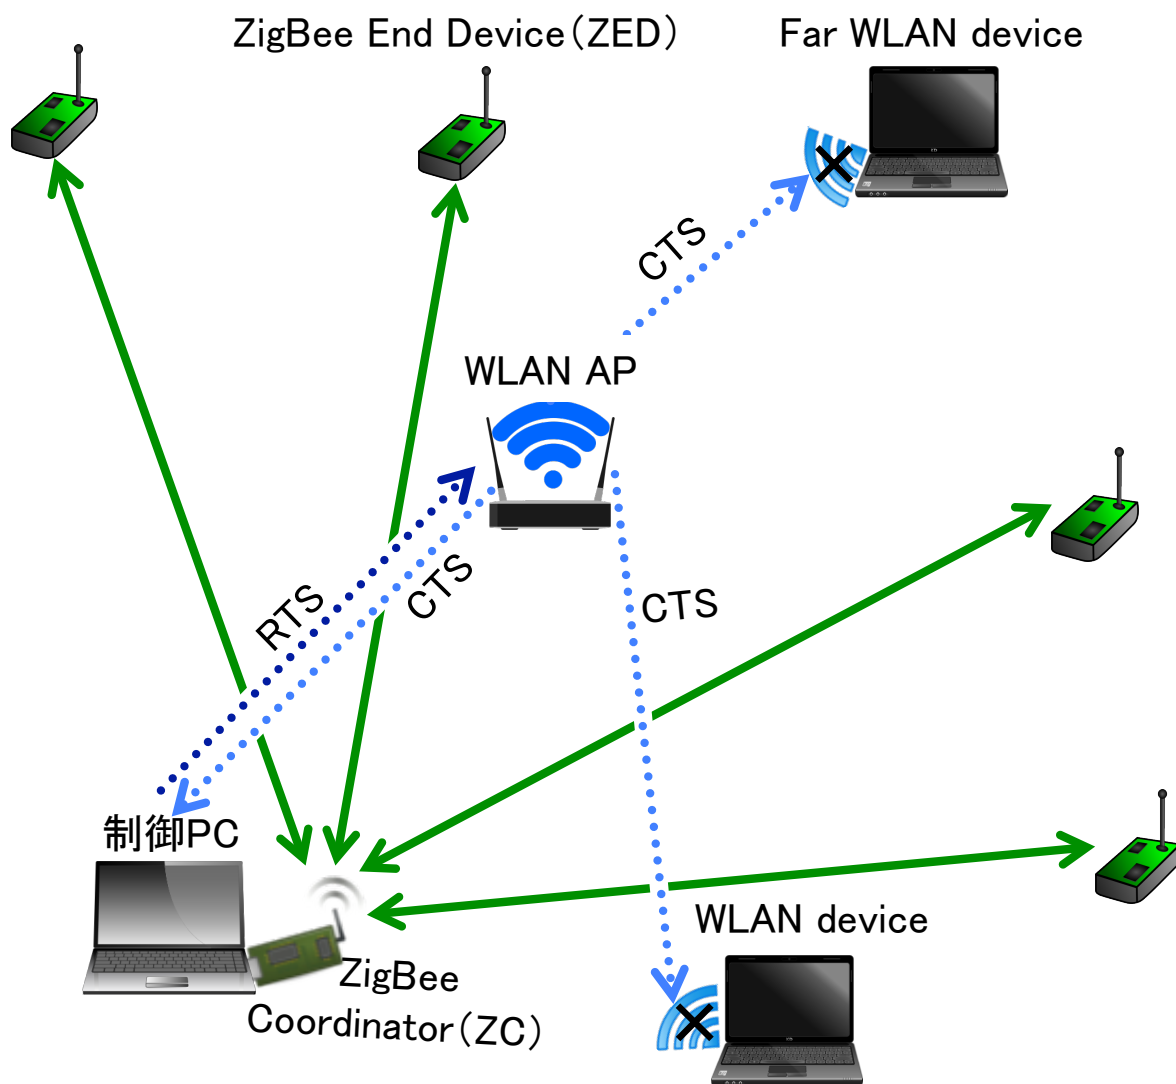 ZigBee End Device(ZED)
Far WLAN device
CTS
WLAN AP
RTS
CTS
CTS
制御PC
WLAN device
ZigBee
Coordinator(ZC)